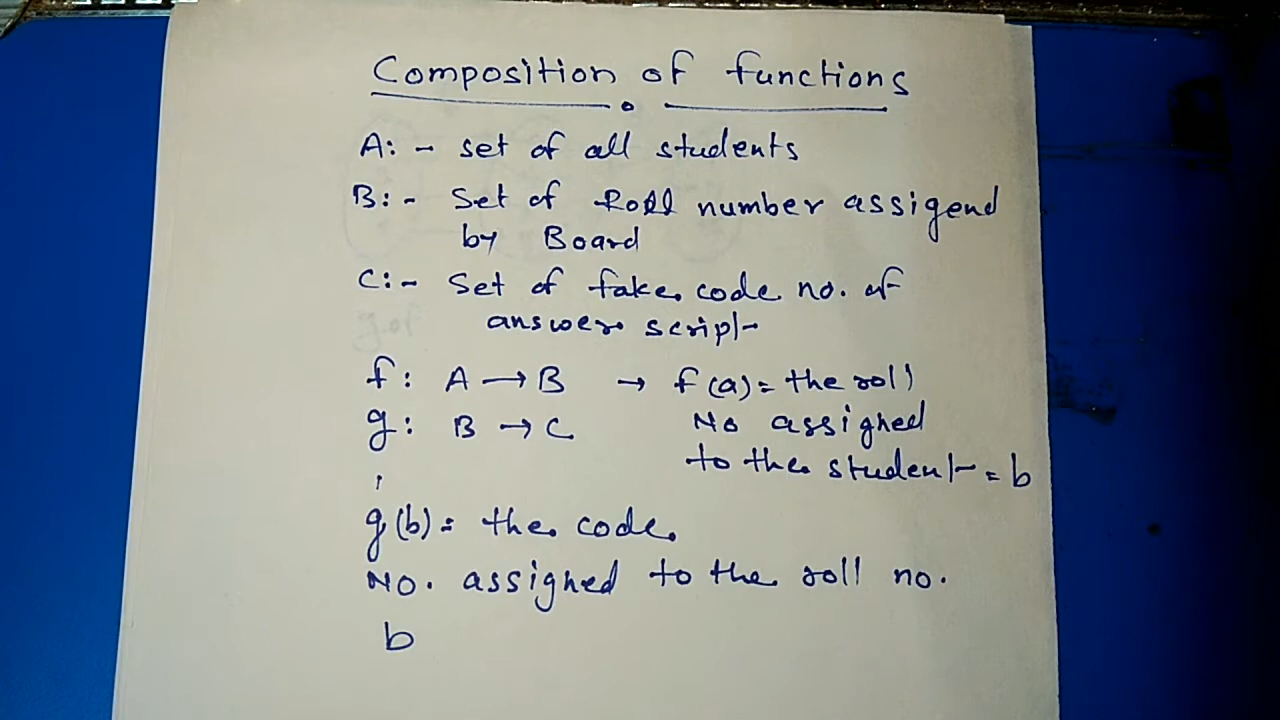 Composition of functions
A: - set of all students
B: - Set of Roll number assigend
by Board
C: - Set of fake code no. of
answer script
f: A → B → f(a) = the roll
g: B → C No assigned
to the student = b
g(b) = the code
No. assigned to the roll no.
b